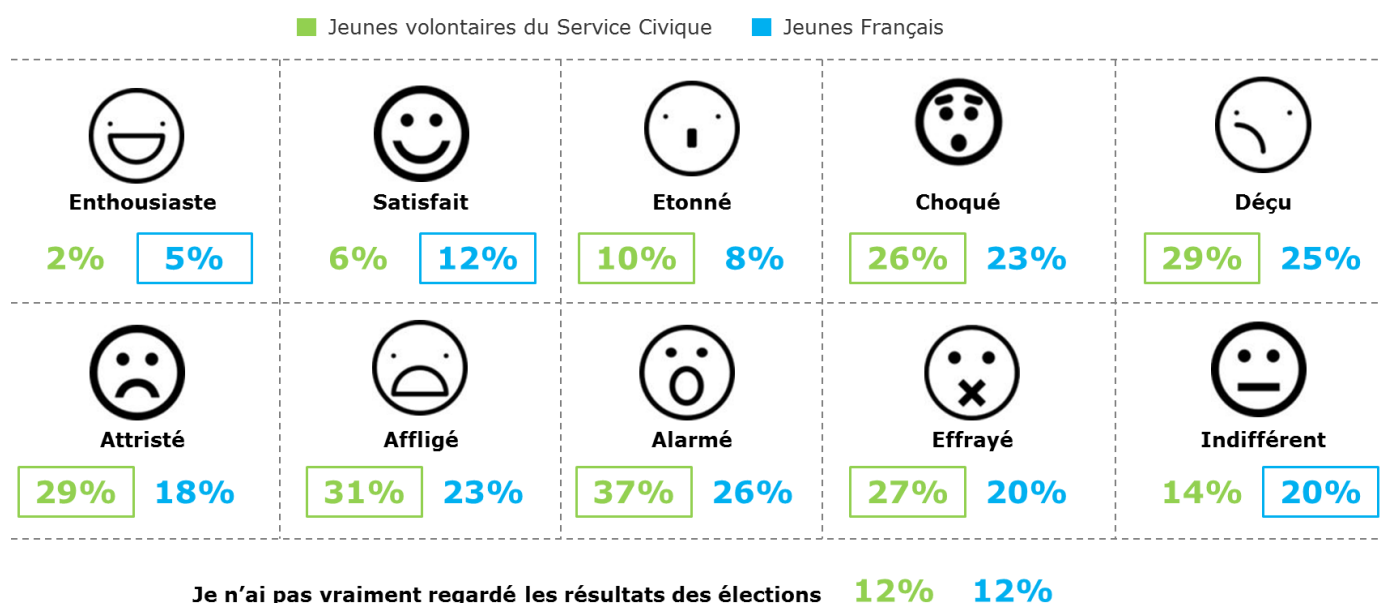 Jeunes volontaires du Service Civique Jeunes Français
Enthousiaste Satisfait Etonné Choqué Déçu
2% 5% 6% 12% 10% 8% 26% 23% 29% 25%
Attristé Affligé Alarmé Effrayé Indifférent
29% 18% 31% 23% 37% 26% 27% 20% 14% 20%
Je n’ai pas vraiment regardé les résultats des élections 12% 12%